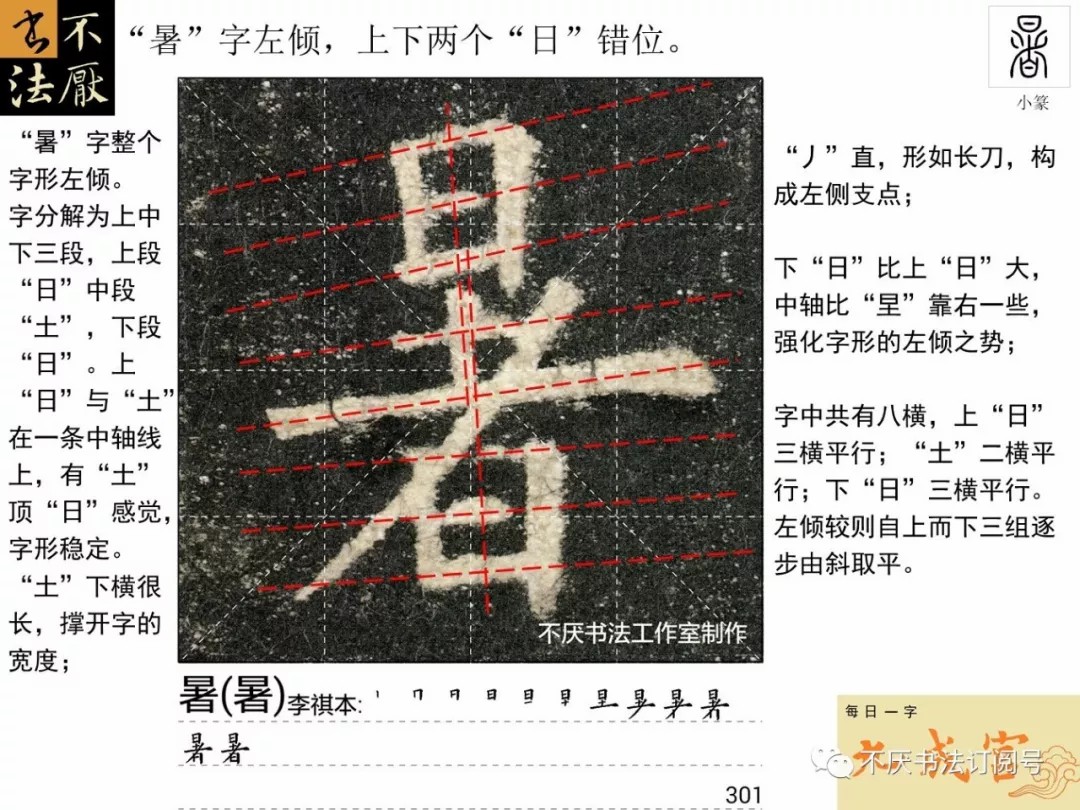 不厭
书法
“暑”字左倾，上下两个“日”错位。
小篆
“暑”字整个
字形左倾。
字分解为上中
下三段，上段
“日”中段
“土”，下段
“日”。上
“日”与“土”
在一条中轴线
上，有“土”
顶“日”感觉，
字形稳定。
“土”下横很
长，撑开字的
宽度；
暑
不厌书法工作室制作
“丿”直，形如长刀，构
成左侧支点；
下“日”比上“日”大，
中轴比“里”靠右一些，
强化字形的左倾之势；
字中共有八横，上“日”
三横平行；“土”二横平
行；下“日”三横平行。
左倾较则自上而下三组逐
步由斜取平。
暑(暑)李祺本:
每日一字
九成宫
不厌书法订阅号
301